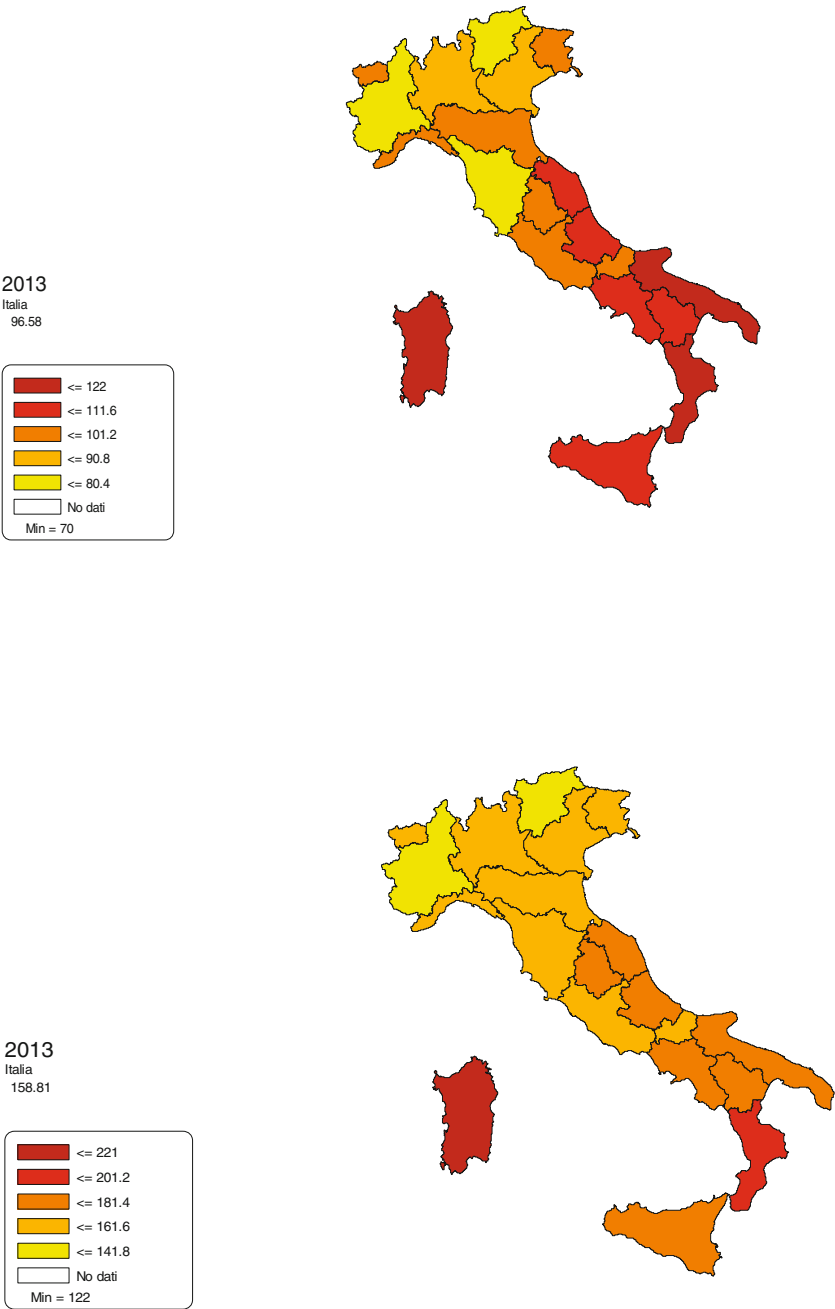 2013
Italia
96.58
<= 122
<= 111.6
<= 101.2
<= 90.8
<= 80.4
No dati
Min = 70
2013
Italia
158.81
<= 221
<= 201.2
<= 181.4
<= 161.6
<= 141.8
No dati
Min = 122